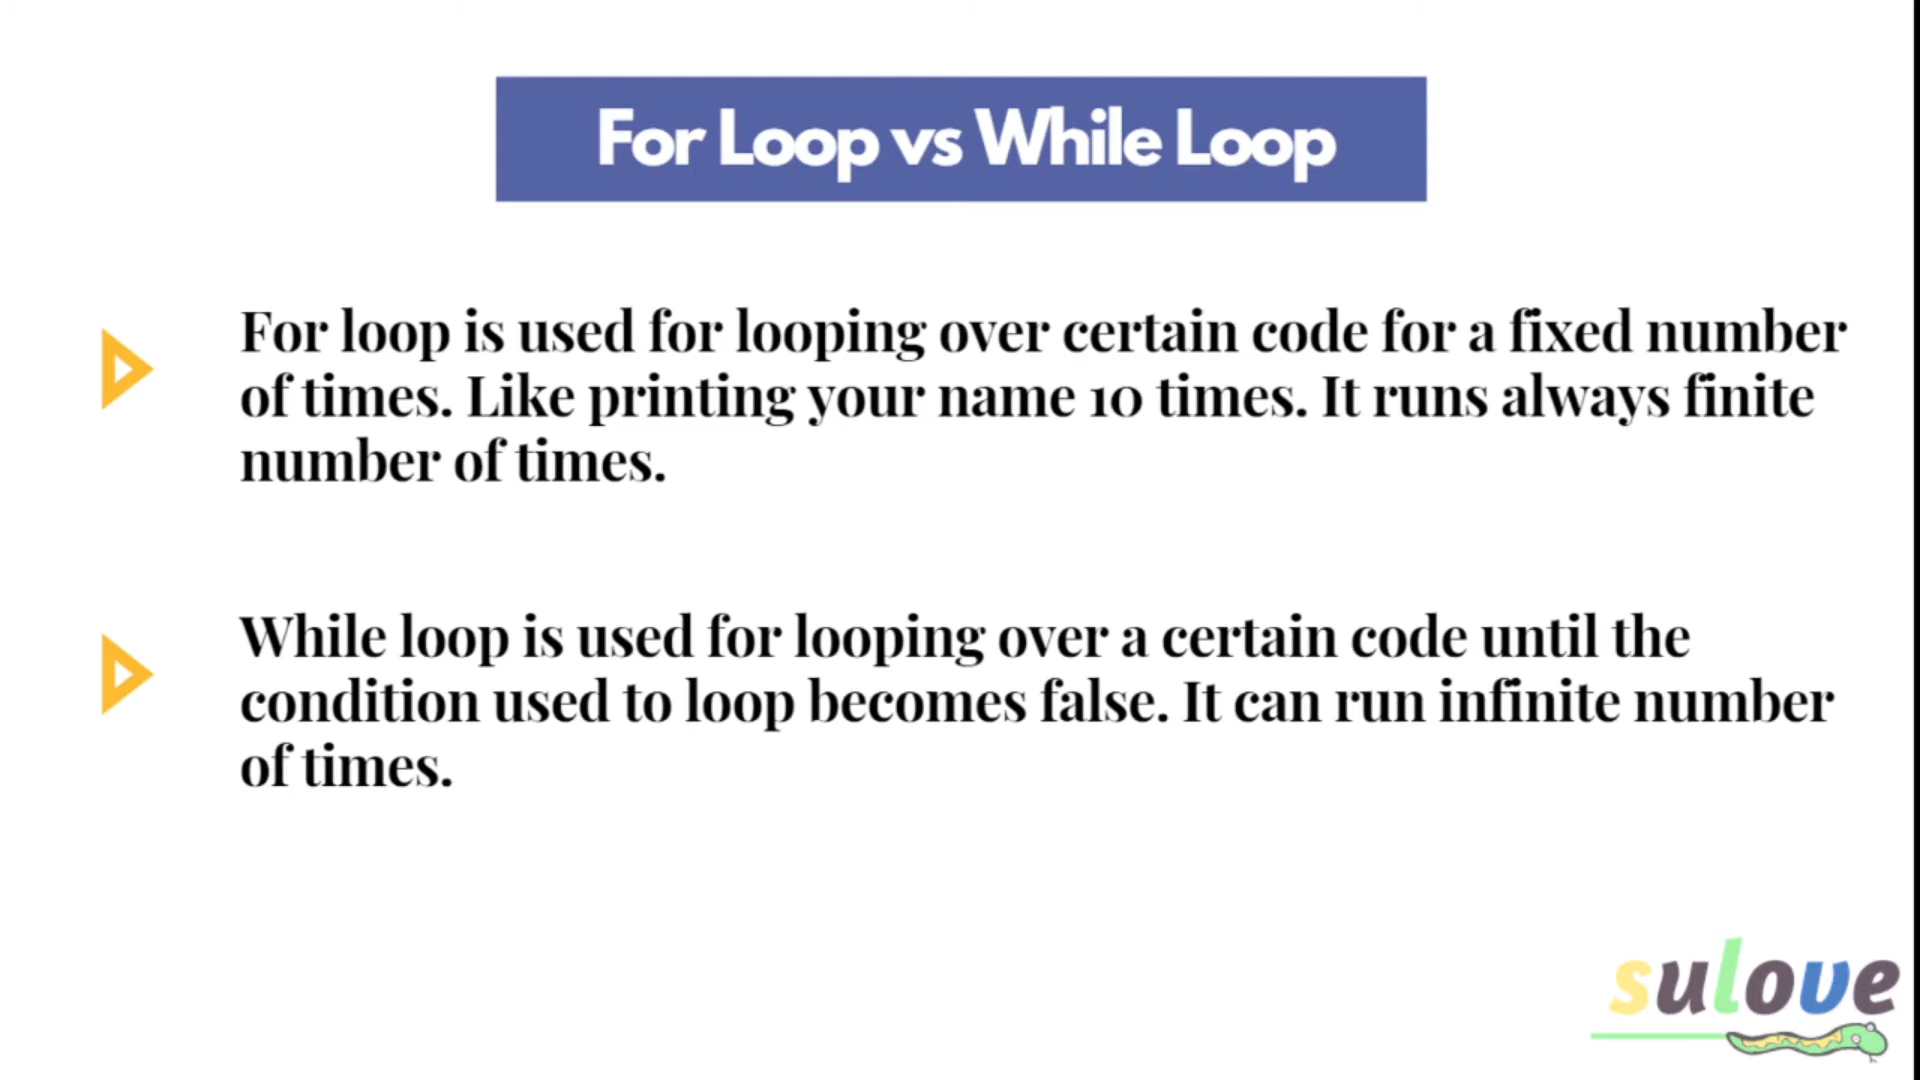 For Loop vs While Loop
For loop is used for looping over certain code for a fixed number
of times. Like printing your name 10 times. It runs always finite
number of times.
While loop is used for looping over a certain code until the
condition used to loop becomes false. It can run infinite number
of times.
sulove